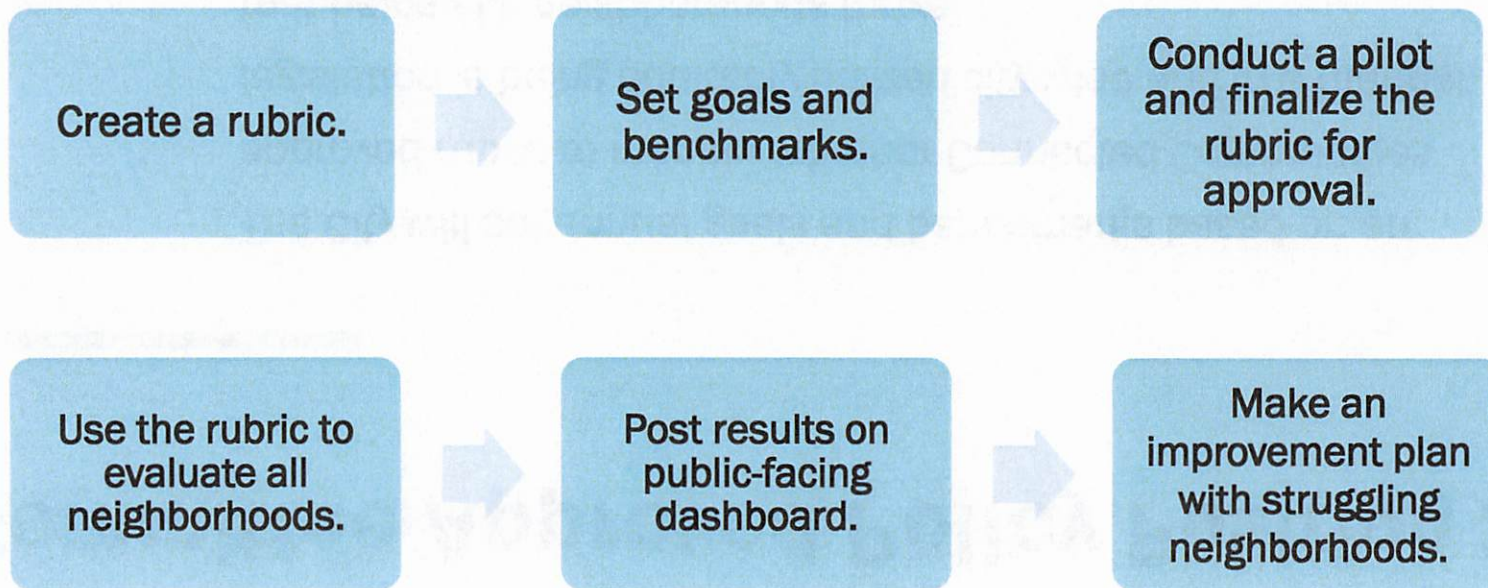 Create a rubric.
Set goals and
benchmarks.
Conduct a pilot
and finalize the
rubric for
approval.
Use the rubric to
evaluate all
neighborhoods.
Post results on
public-facing
dashboard.
Make an
improvement plan
with struggling
neighborhoods.